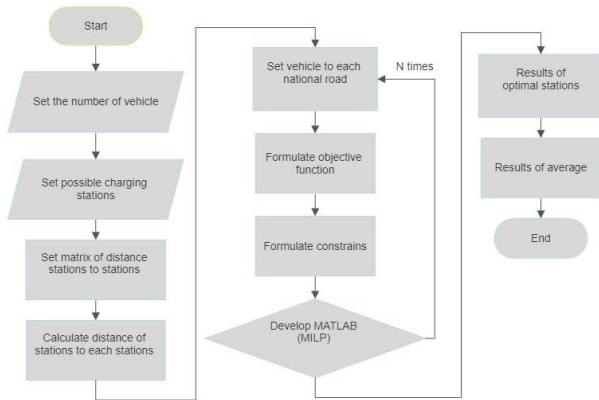 Start
Set the number of vehicle
Set possible charging
stations
Set matrix of distance
stations to stations
Calculate distance of
stations to each stations
Set vehicle to each
national road
N times
Formulate objective
function
Formulate constrains
Develop MATLAB
(MILP)
Results of
optimal stations
Results of average
End